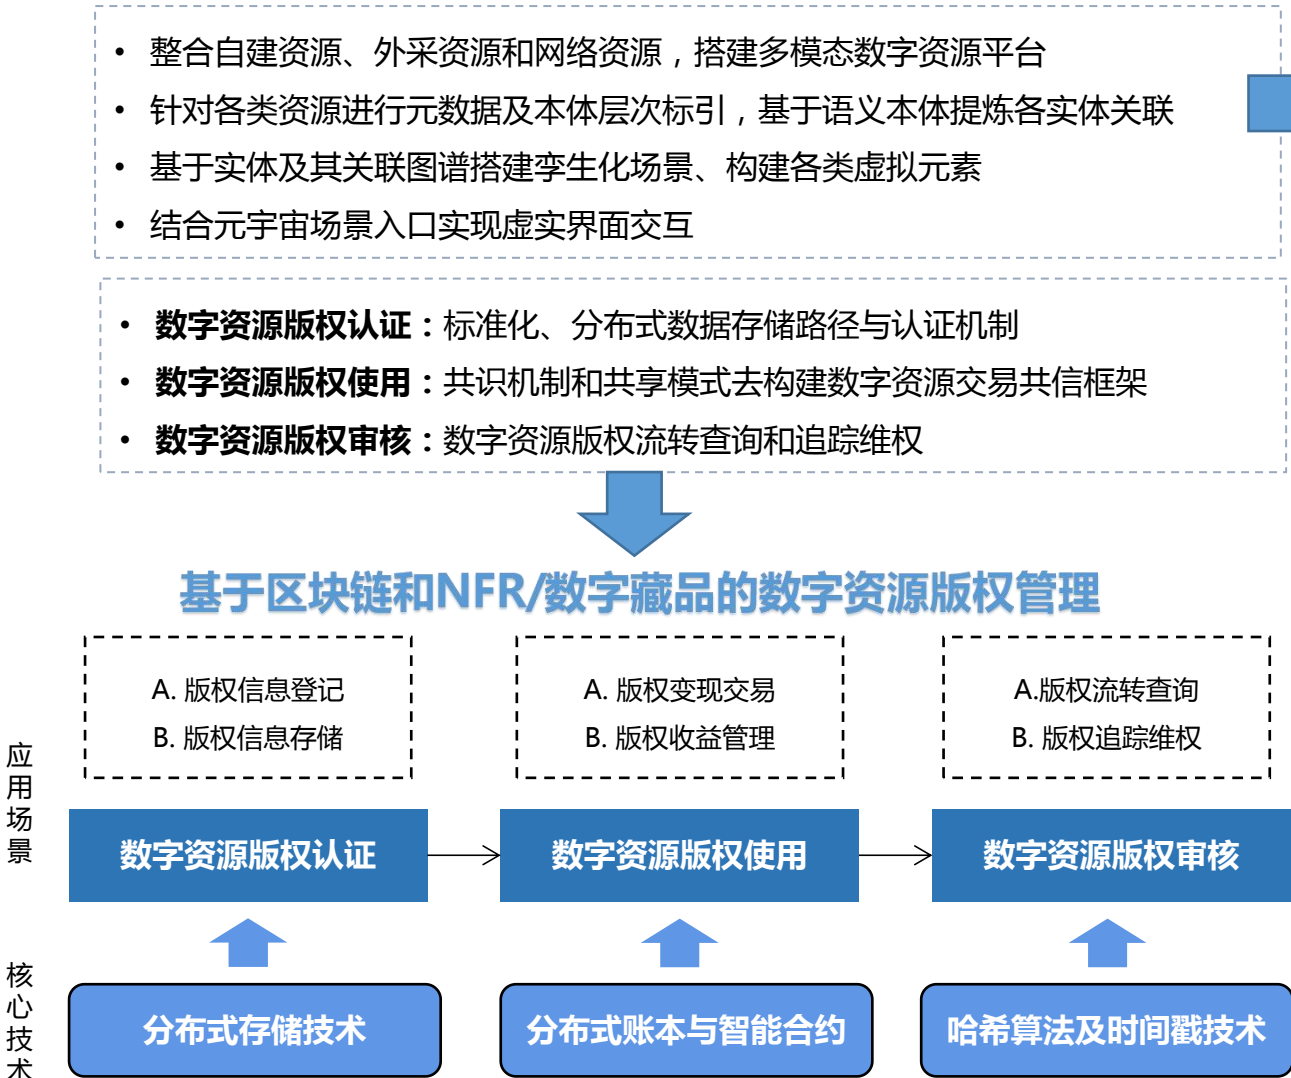 • 整合自建资源、外采资源和网络资源，搭建多模态数字资源平台
• 针对各类资源进行元数据及本体层次标引，基于语义本体提炼各实体关联
• 基于实体及其关联图谱搭建孪生化场景、构建各类虚拟元素
• 结合元宇宙场景入口实现虚实界面交互
• 数字资源版权认证：标准化、分布式数据存储路径与认证机制
• 数字资源版权使用：共识机制和共享模式去构建数字资源交易共信框架
• 数字资源版权审核：数字资源版权流转查询和追踪维权
基于区块链和NFR/数字藏品的数字资源版权管理
A. 版权信息登记
B. 版权信息存储
A. 版权变现交易
B. 版权收益管理
A.版权流转查询
B. 版权追踪维权
应用场景
数字资源版权认证
数字资源版权使用
数字资源版权审核
核心技术
分布式存储技术
分布式账本与智能合约
哈希算法及时间戳技术